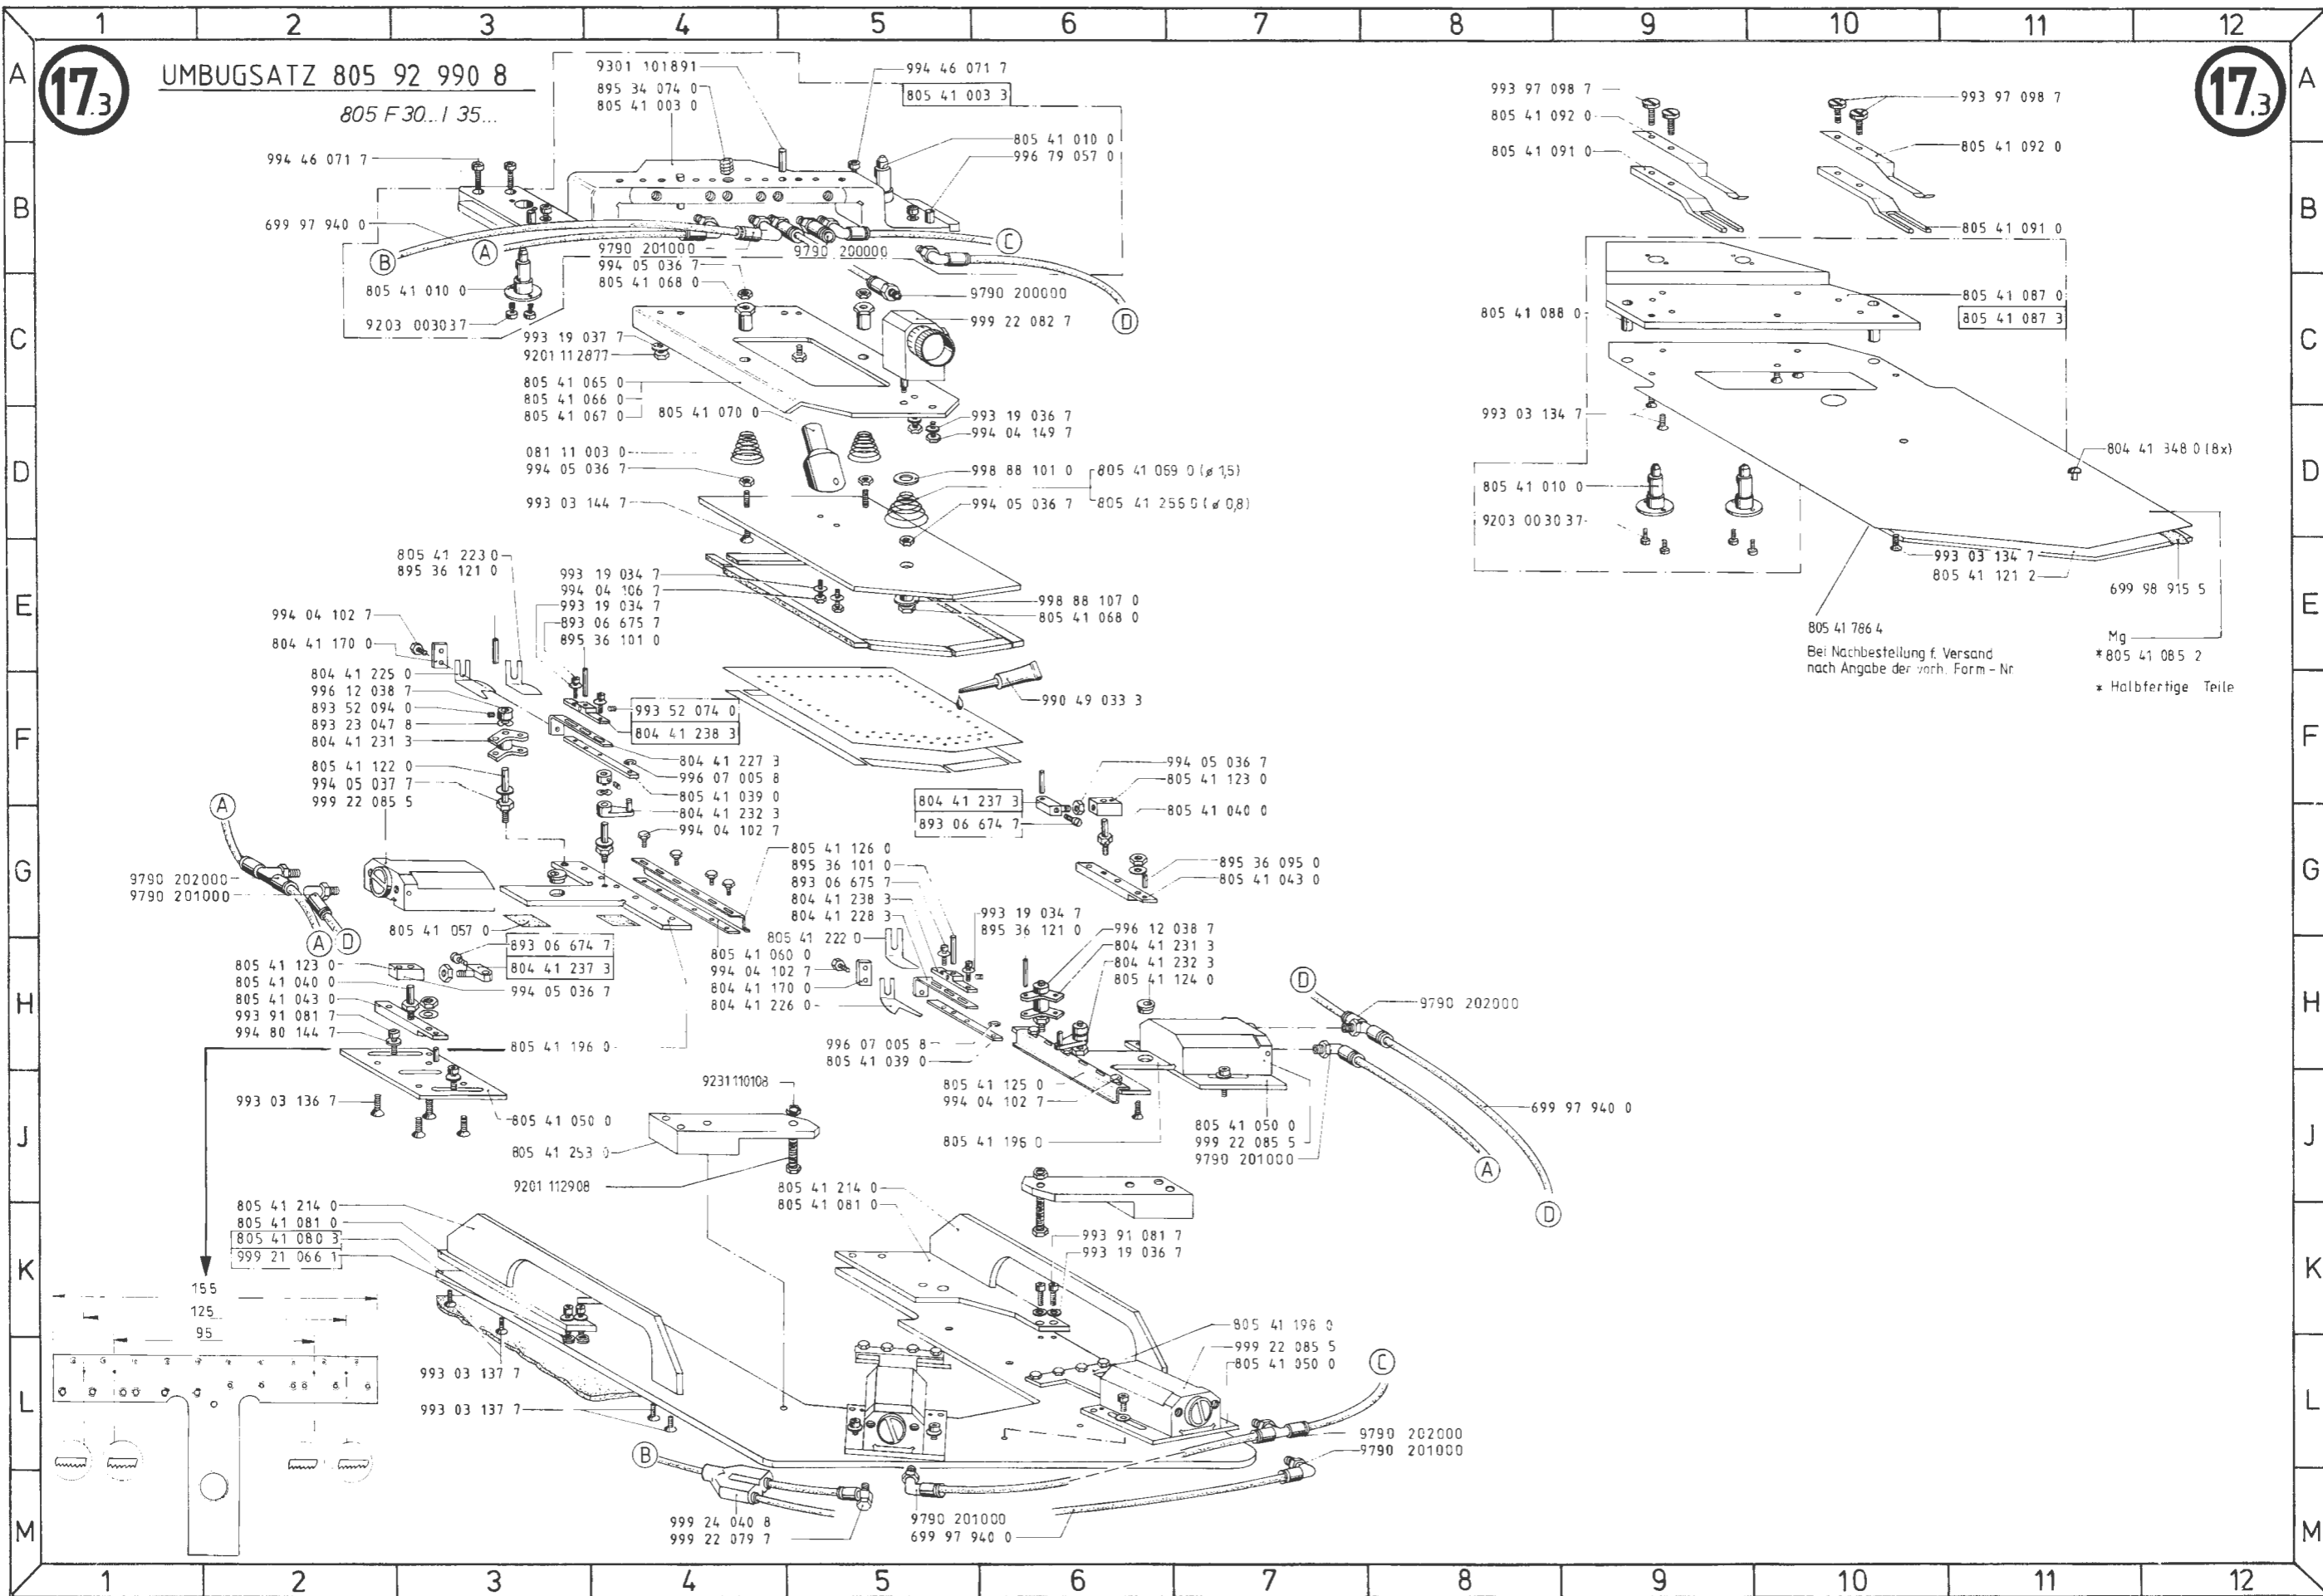 1 2 3 4 5 6 7 8 9 10 11 12
A
17.3
UMBUGSATZ 805 92 990 8
805 F 30... I 35...
17.3
A
9301 101891
895 34 074 0
805 41 003 0
994 46 071 7
805 41 003 3
805 41 010 0
996 79 057 0
994 46 071 7
699 97 940 0
B
A
C
D
9790 201000
9790 200000
994 05 036 7
805 41 068 0
9790 200000
999 22 082 7
805 41 010 0
9203 003037
993 97 098 7
805 41 092 0
805 41 091 0
993 97 098 7
805 41 092 0
805 41 091 0
B
B
805 41 088 0
805 41 087 0
805 41 087 3
C
C
993 19 037 7
9201 112877
805 41 065 0
805 41 066 0
805 41 067 0
805 41 070 0
993 19 036 7
994 04 149 7
993 03 134 7
D
081 11 003 0
994 05 036 7
993 03 144 7
998 88 101 0
805 41 069 0 (ø 1,5)
994 05 036 7
805 41 256 0 (ø 0,8)
804 41 348 0 (8x)
805 41 010 0
9203 003037
D
993 03 134 7
805 41 121 2
699 98 915 5
E
805 41 223 0
895 36 121 0
993 19 034 7
994 04 106 7
993 19 034 7
893 06 675 7
895 36 101 0
998 88 107 0
805 41 068 0
994 04 102 7
804 41 170 0
805 41 786 4
Bei Nachbestellung f. Versand
nach Angabe der vorh. Form - Nr
Mg
* 805 41 085 2
* Halbfertige Teile
E
F
804 41 225 0
996 12 038 7
893 52 094 0
893 23 047 8
804 41 231 3
805 41 122 0
994 05 037 7
999 22 085 5
993 52 074 0
804 41 238 3
804 41 227 3
996 07 005 8
805 41 039 0
804 41 232 3
994 04 102 7
990 49 033 3
994 05 036 7
805 41 123 0
804 41 237 3
893 06 674 7
805 41 040 0
F
G
A
9790 202000
9790 201000
A
D
805 41 126 0
895 36 101 0
893 06 675 7
804 41 238 3
804 41 228 3
895 36 095 0
805 41 043 0
805 41 057 0
993 19 034 7
895 36 121 0
G
H
893 06 674 7
804 41 237 3
994 05 036 7
805 41 123 0
805 41 040 0
805 41 043 0
993 91 081 7
994 80 144 7
805 41 196 0
805 41 222 0
805 41 060 0
994 04 102 7
804 41 170 0
804 41 226 0
996 12 038 7
804 41 231 3
804 41 232 3
805 41 124 0
D
9790 202000
996 07 005 8
805 41 039 0
H
J
993 03 136 7
805 41 050 0
805 41 253 0
9231110108
9201 112908
805 41 125 0
994 04 102 7
805 41 196 0
805 41 050 0
999 22 085 5
9790 201000
699 97 940 0
A
D
J
K
805 41 214 0
805 41 081 0
805 41 080 3
999 21 066 1
805 41 214 0
805 41 081 0
993 91 081 7
993 19 036 7
155
125
95
K
L
993 03 137 7
993 03 137 7
805 41 196 0
999 22 085 5
805 41 050 0
C
9790 202000
9790 201000
L
M
B
999 24 040 8
999 22 079 7
9790 201000
699 97 940 0
M
1 2 3 4 5 6 7 8 9 10 11 12